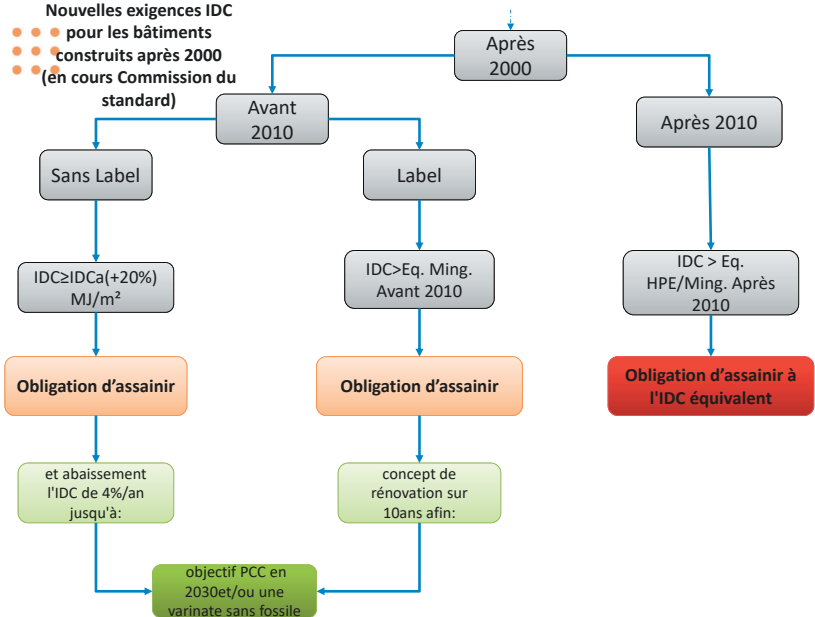 Nouvelles exigences IDC
pour les bâtiments
construits après 2000
(en cours Commission du
standard)
Après
2000
Avant
2010
Après 2010
Sans Label
Label
IDC≥IDCa(+20%)
MJ/m²
IDC>Eq. Ming.
Avant 2010
IDC > Eq.
HPE/Ming. Après
2010
Obligation d'assainir
Obligation d'assainir
Obligation d'assainir à
l'IDC équivalent
et abaissement
l'IDC de 4%/an
jusqu'à:
concept de
rénovation sur
10ans afin:
objectif PCC en
2030et/ou une
varinate sans fossile